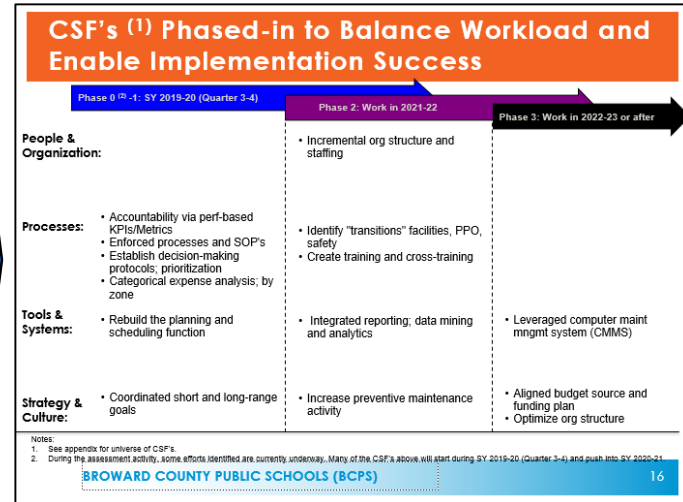 CSF's (1) Phased-in to Balance Workload and
Enable Implementation Success
Phase 0 (2) -1: SY 2019-20 (Quarter 3-4)
Phase 2: Work in 2021-22
Phase 3: Work in 2022-23 or after
People &
Organization:
• Incremental org structure and
staffing
Processes:
• Accountability via perf-based
KPIs/Metrics
• Enforced processes and SOP's
• Establish decision-making
protocols; prioritization
• Categorical expense analysis; by
zone
• Identify "transitions" facilities, PPO,
safety
• Create training and cross-training
Tools &
Systems:
• Rebuild the planning and
scheduling function
• Integrated reporting; data mining
and analytics
• Leveraged computer maint
mngmt system (CMMS)
Strategy &
Culture:
• Coordinated short and long-range
goals
• Increase preventive maintenance
activity
• Aligned budget source and
funding plan
• Optimize org structure
Notes:
1. See appendix for universe of CSF's.
2. During the assessment activity, some efforts identified are currently underway. Many of the CSF's above will start during SY 2019-20 (Quarter 3-4) and push into SY 2020-21.
BROWARD COUNTY PUBLIC SCHOOLS (BCPS)
16